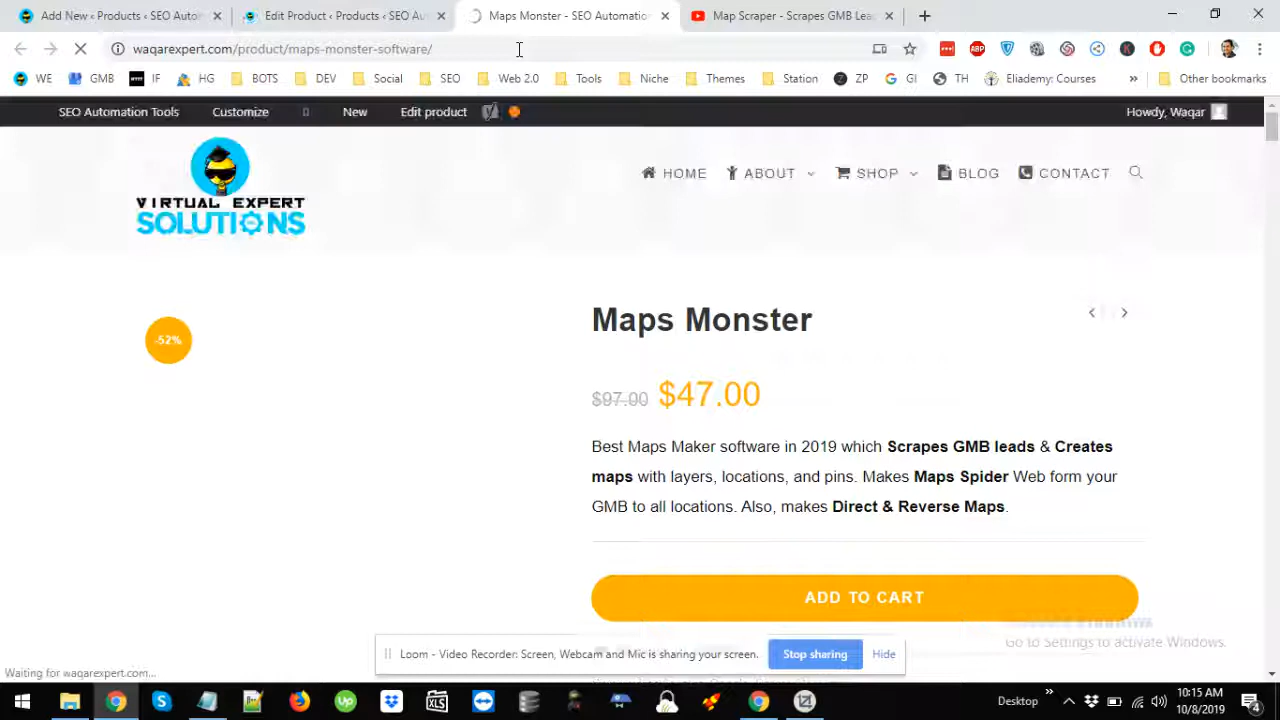 Add New ‹ Products ‹ SEO Autom
Edit Product ‹ Products ‹ SEO Au
Maps Monster - SEO Automation
Map Scraper - Scrapes GMB Lea
waqarexpert.com/product/maps-monster-software/
WE
GMB
IF
HG
BOTS
DEV
Social
SEO
Web 2.0
Tools
Niche
Themes
Station
ZP
GI
TH
Eliademy: Courses
Other bookmarks
SEO Automation Tools
Customize
0
New
Edit product
Howdy, Waqar
VIRTUAL EXPERT
SOLUTIONS
HOME
ABOUT
SHOP
BLOG
CONTACT
Maps Monster
-52%
$97.00 $47.00
Best Maps Maker software in 2019 which Scrapes GMB leads & Creates
maps with layers, locations, and pins. Makes Maps Spider Web form your
GMB to all locations. Also, makes Direct & Reverse Maps.
ADD TO CART
Go to Settings to activate Windows.
Loom - Video Recorder: Screen, Webcam and Mic is sharing your screen.
Stop sharing
Hide
Waiting for waqarexpert.com...
Desktop
10:15 AM
10/8/2019